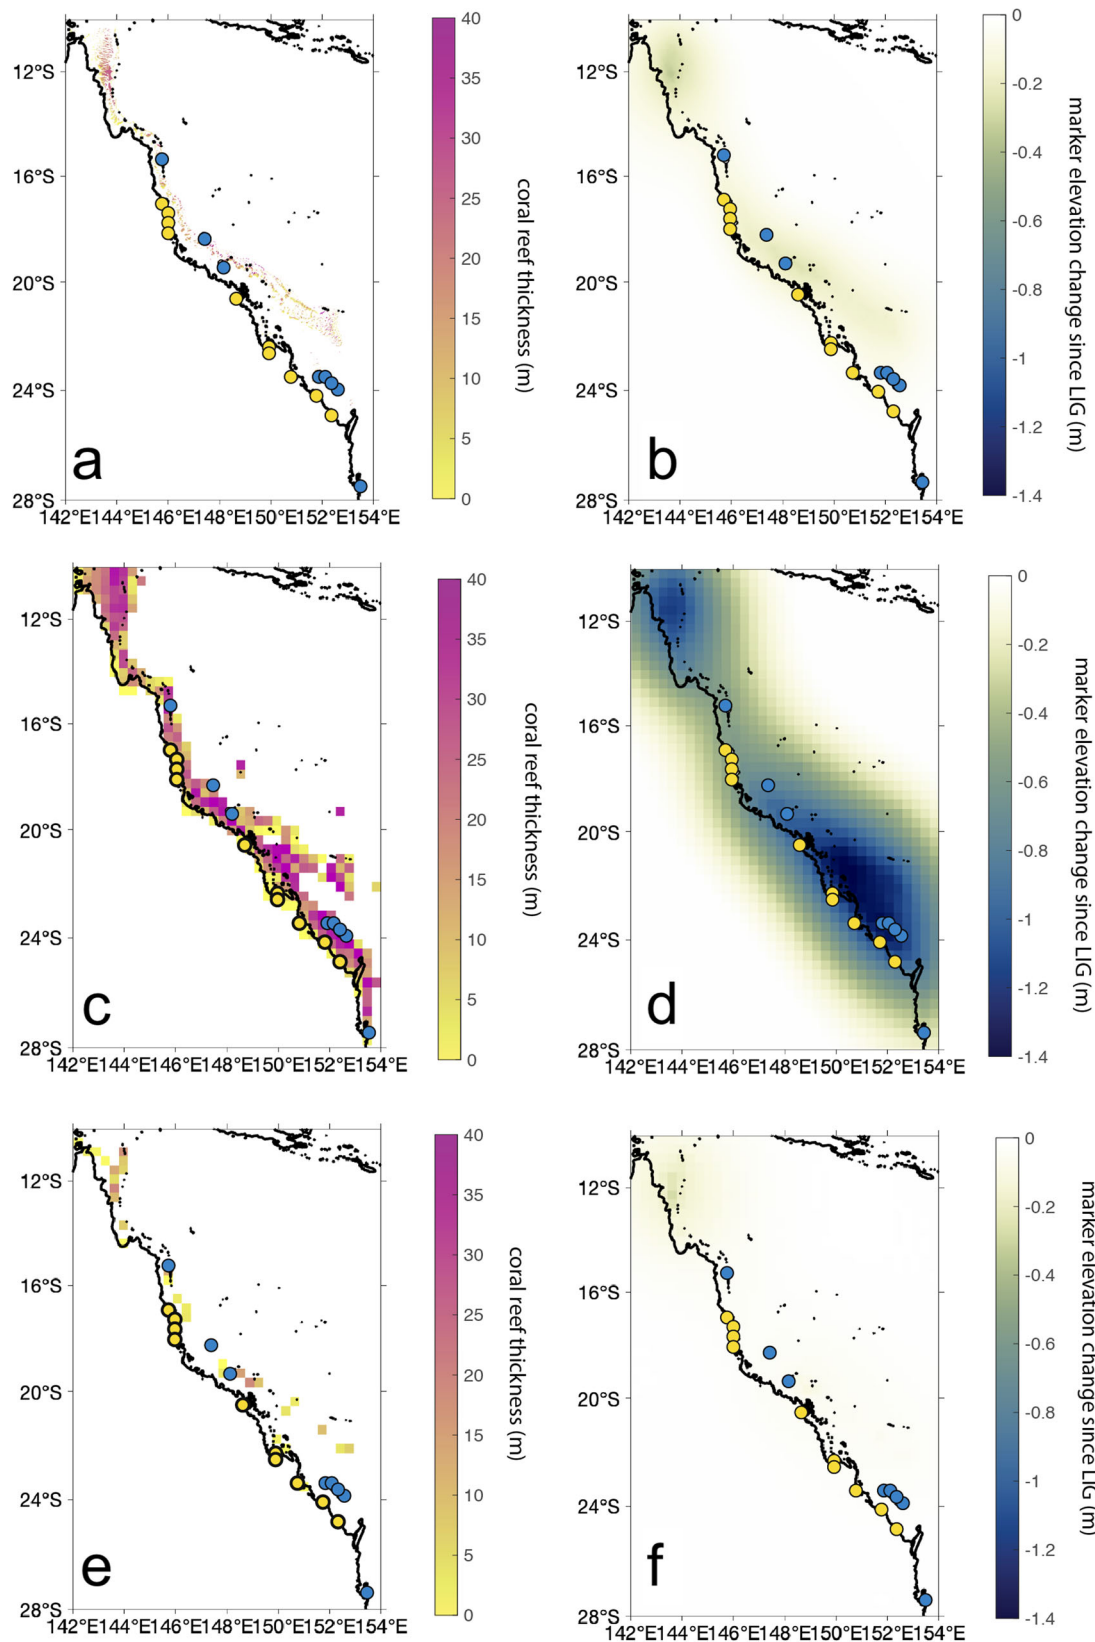 40
35
30
25
20
15
10
5
0
coral reef thickness (m)
12°S
16°S
20°S
24°S
28°S
142°E144°E146°E148°E150°E152°E154°E
a
0
-0.2
-0.4
-0.6
-0.8
-1
-1.2
-1.4
marker elevation change since LIG (m)
12°S
16°S
20°S
24°S
28°S
142°E144°E146°E148°E150°E152°E154°E
b
40
35
30
25
20
15
10
5
0
coral reef thickness (m)
12°S
16°S
20°S
24°S
28°S
142°E144°E146°E148°E150°E152°E154°E
c
0
-0.2
-0.4
-0.6
-0.8
-1
-1.2
-1.4
marker elevation change since LIG (m)
12°S
16°S
20°S
24°S
28°S
142°E144°E146°E148°E150°E152°E154°E
d
40
35
30
25
20
15
10
5
0
coral reef thickness (m)
12°S
16°S
20°S
24°S
28°S
142°E144°E146°E148°E150°E152°E154°E
e
0
-0.2
-0.4
-0.6
-0.8
-1
-1.2
-1.4
marker elevation change since LIG (m)
12°S
16°S
20°S
24°S
28°S
142°E144°E146°E148°E150°E152°E154°E
f